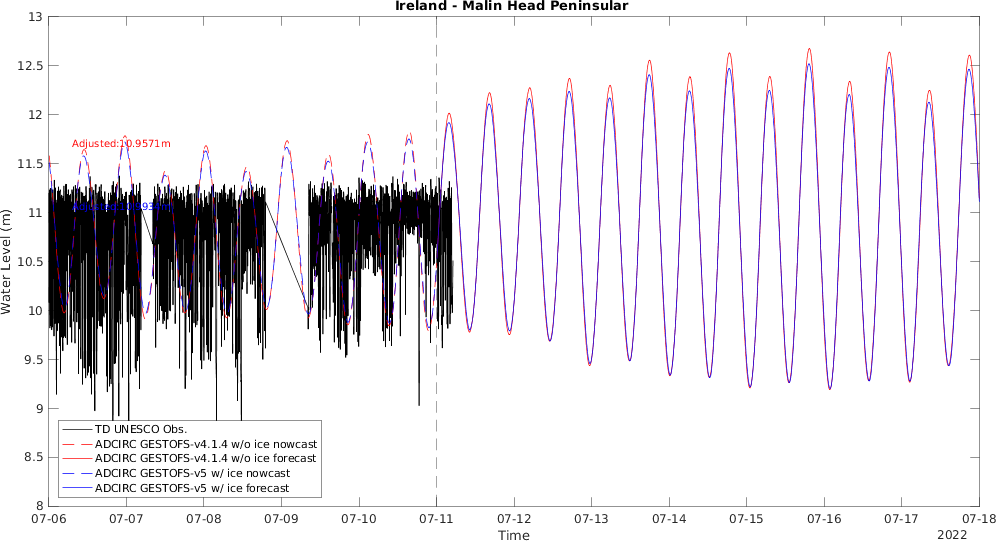 Ireland - Malin Head Peninsular
13
12.5
12
11.5
11
10.5
10
9.5
9
8.5
8
Water Level (m)
Adjusted:10.9571m
TD UNESCO Obs.
ADCIRC GESTOFS-v4.1.4 w/o ice nowcast
ADCIRC GESTOFS-v4.1.4 w/o ice forecast
ADCIRC GESTOFS-v5 w/ ice nowcast
ADCIRC GESTOFS-v5 w/ ice forecast
07-06 07-07 07-08 07-09 07-10 07-11 07-12 07-13 07-14 07-15 07-16 07-17 07-18
Time
2022